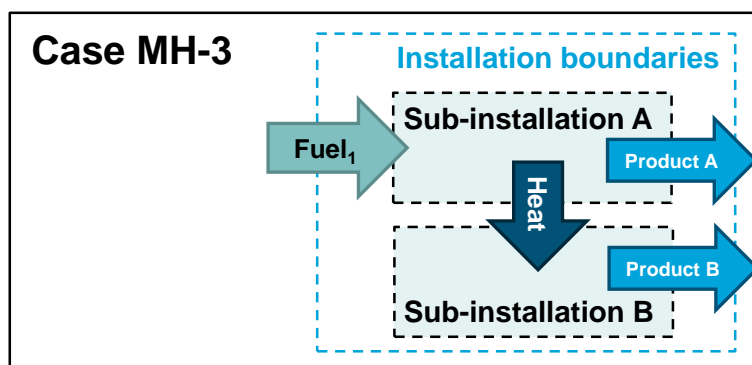 Case MH-3
Installation boundaries
Sub-installation A
Fuel₁
Product A
Heat
Product B
Sub-installation B